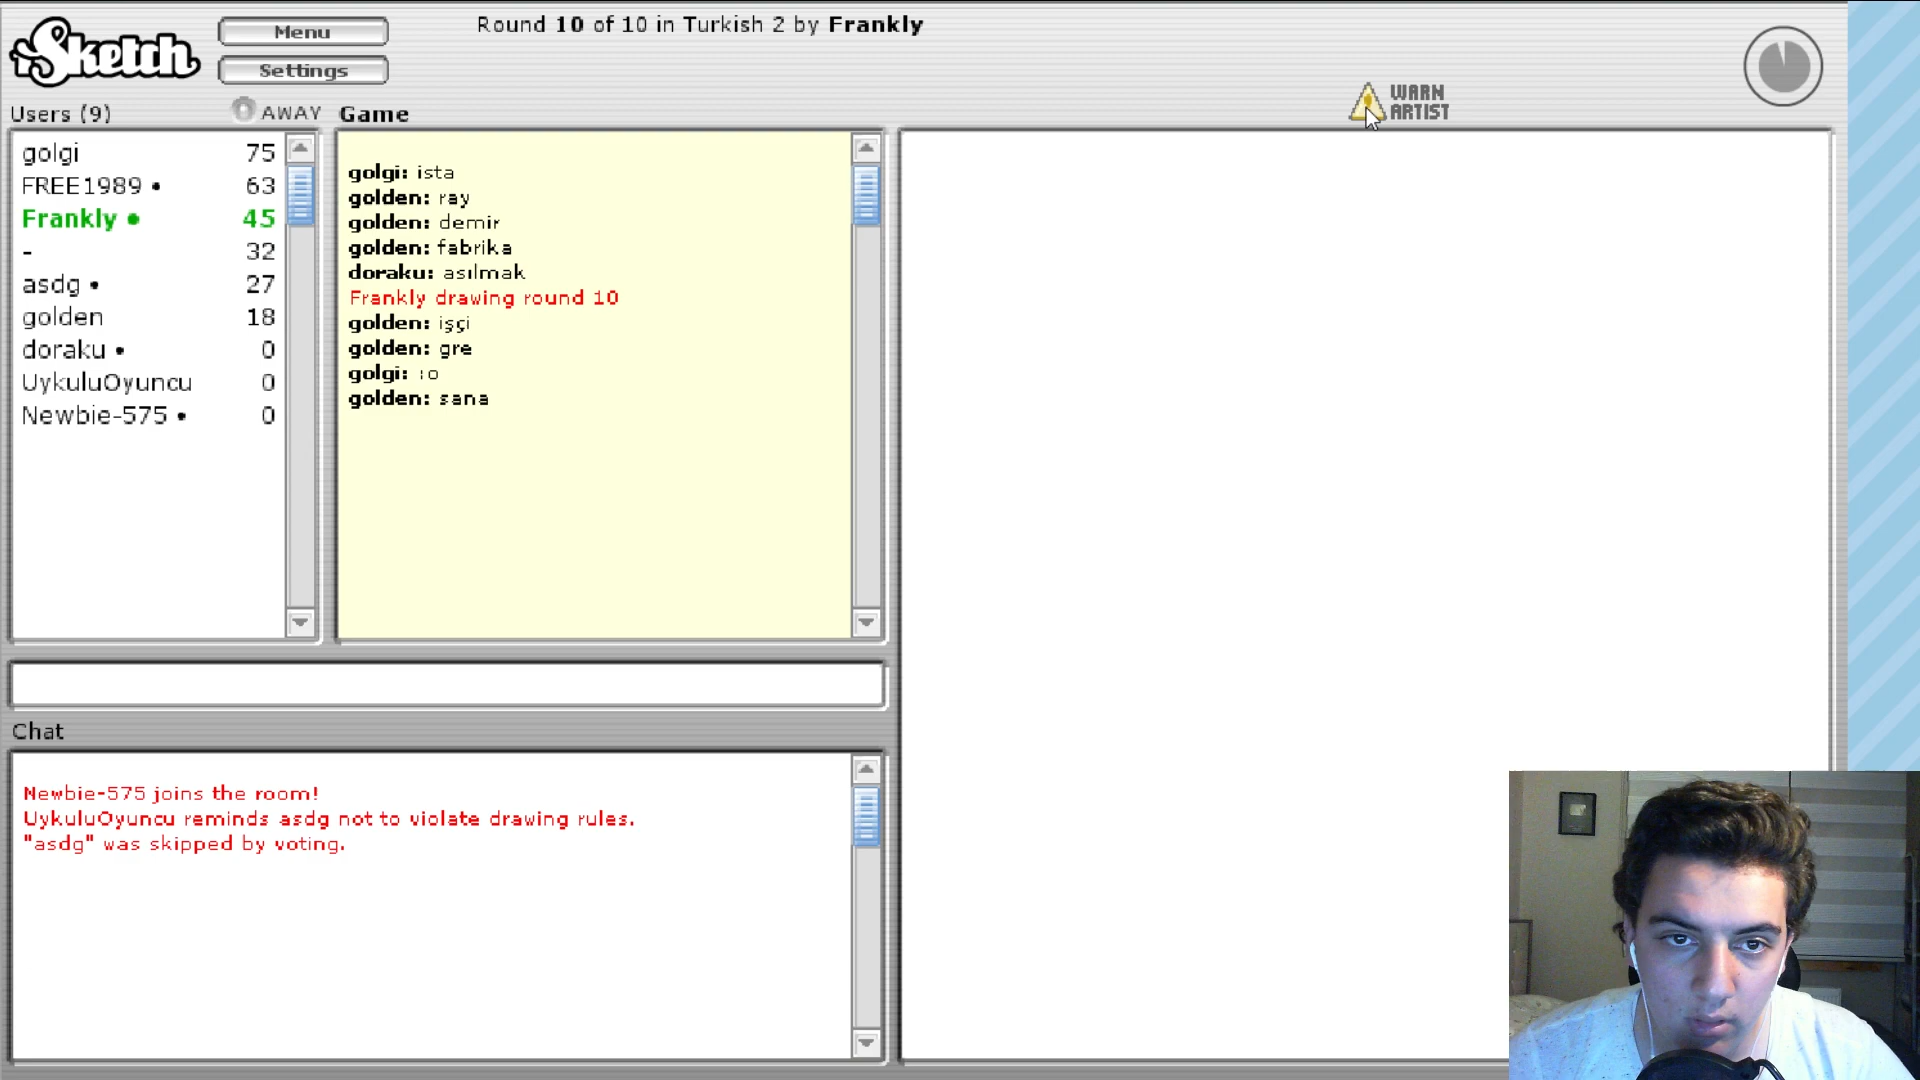 iSketch
Menu
Settings
Round 10 of 10 in Turkish 2 by Frankly
WARN
ARTIST
Users (9)
AWAY
Game
golgi 75
FREE1989 • 63
Frankly • 45
- 32
asdg • 27
golden 18
doraku • 0
UykuluOyuncu 0
Newbie-575 • 0
golgi: ista
golden: ray
golden: demir
golden: fabrika
doraku: asılmak
Frankly drawing round 10
golden: işçi
golden: gre
golgi: :o
golden: sana
Chat
Newbie-575 joins the room!
UykuluOyuncu reminds asdg not to violate drawing rules.
"asdg" was skipped by voting.